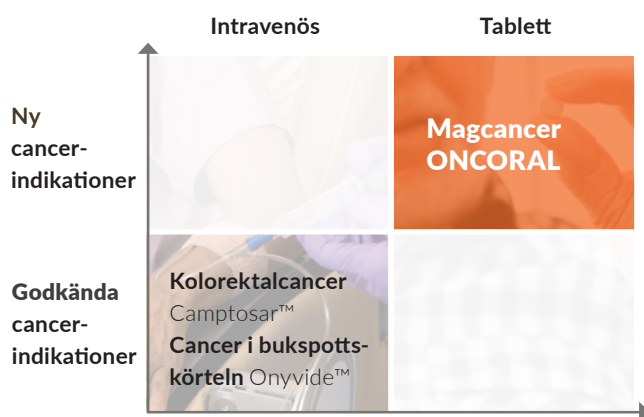 Intravenös
Tablett
Ny
cancer-
indikationer
Magcancer
ONCORAL
Godkända
cancer-
indikationer
Kolorektalcancer
Camptosar™
Cancer i bukspotts-
körteln Onyvide™